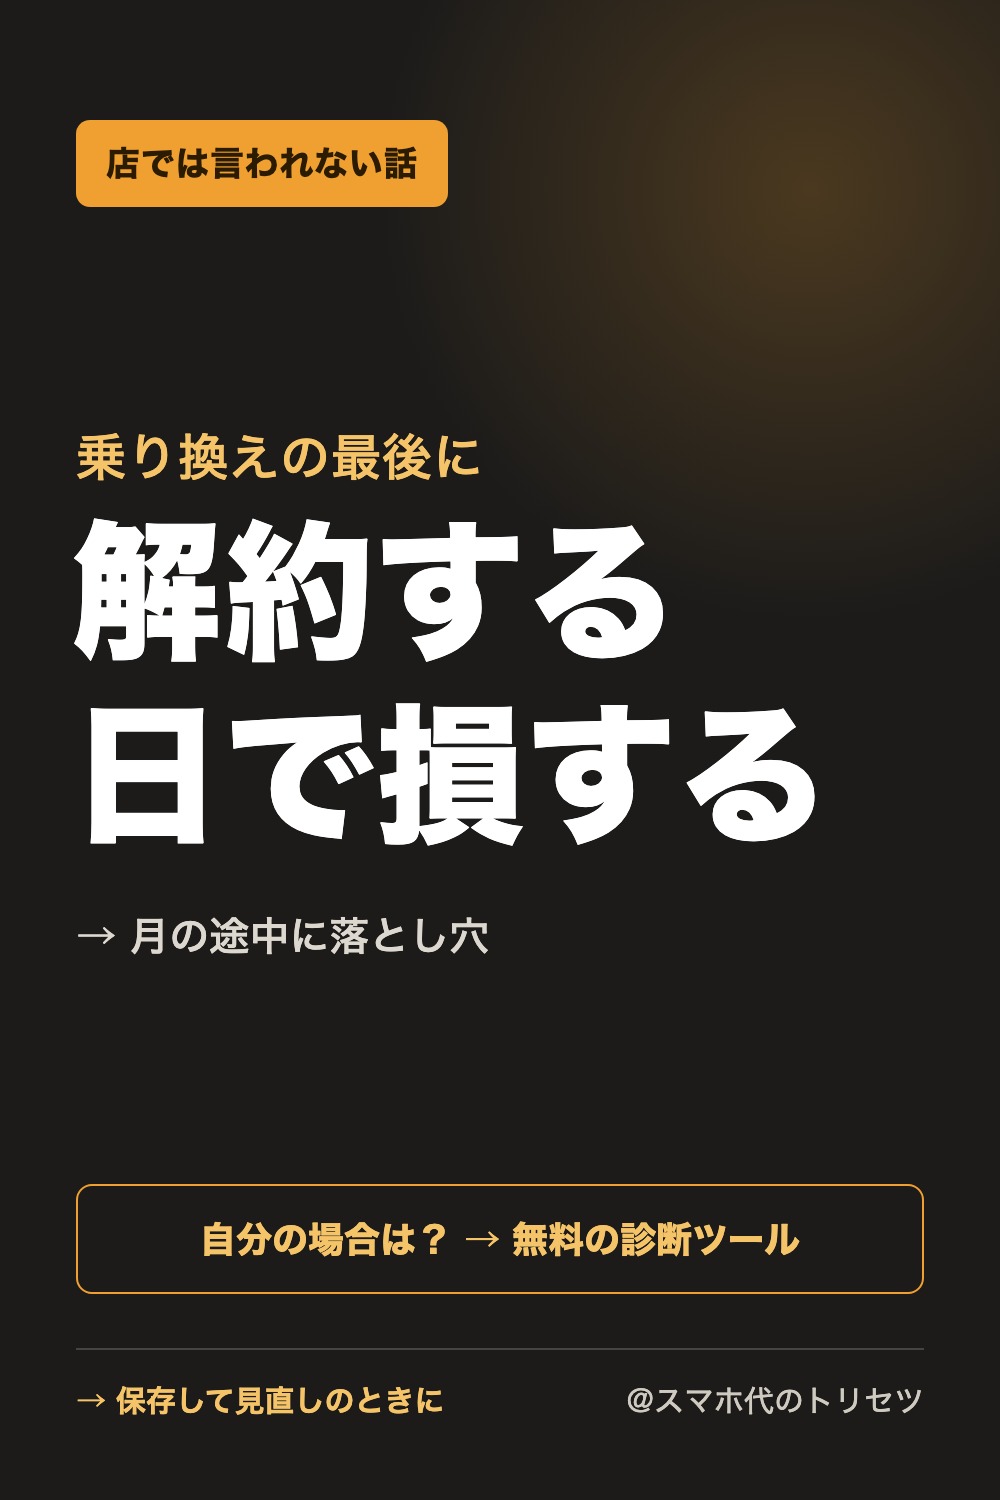 店では言われない話
乗り換えの最後に
解約する
日で損する
→ 月の途中に落とし穴
自分の場合は？ → 無料の診断ツール
→ 保存して見直しのときに
@スマホ代のトリセツ